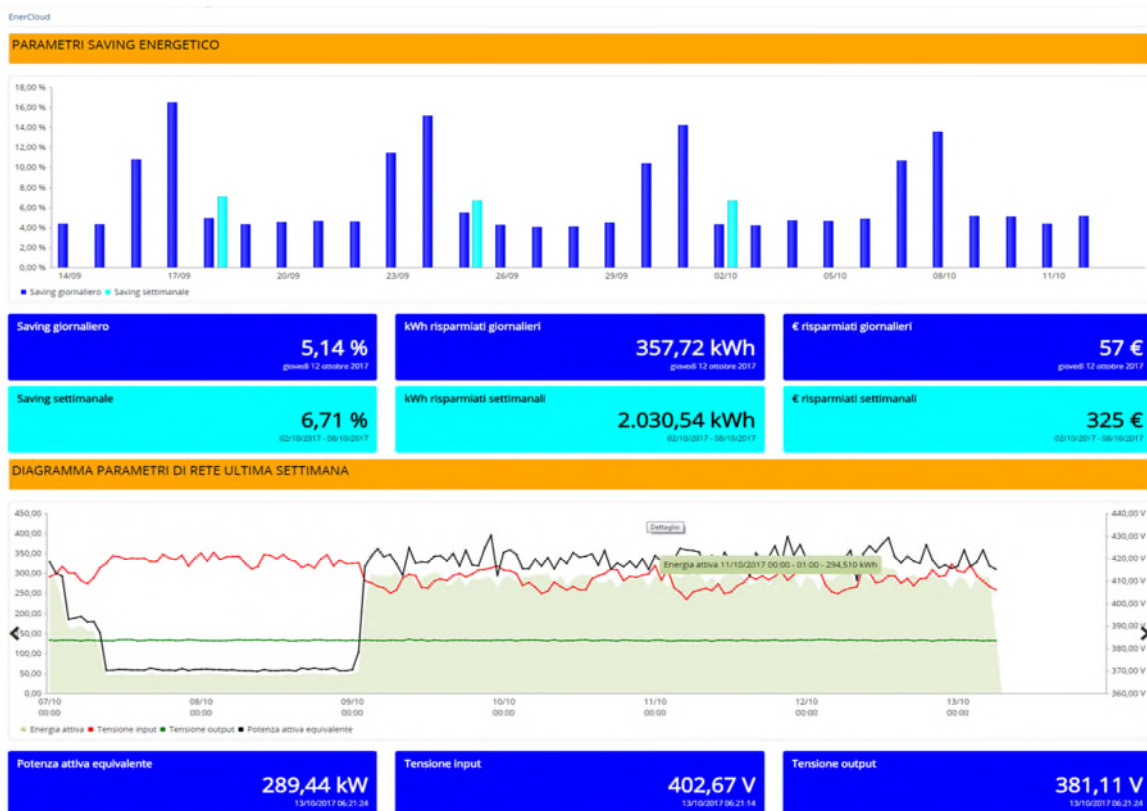 EnerCloud
PARAMETRI SAVING ENERGETICO
18,00 %
16,00 %
14,00 %
12,00 %
10,00 %
8,00 %
6,00 %
4,00 %
2,00 %
0,00 %
14/09 17/09 20/09 23/09 26/09 29/09 02/10 05/10 08/10 11/10
Saving giornaliero Saving settimanale
Saving giornaliero kWh risparmiati giornalieri € risparmiati giornalieri
5,14 % 357,72 kWh 57 €
giovedì 12 ottobre 2017 giovedì 12 ottobre 2017 giovedì 12 ottobre 2017
Saving settimanale kWh risparmiati settimanali € risparmiati settimanali
6,71 % 2.030,54 kWh 325 €
02/10/2017 - 08/10/2017 02/10/2017 - 08/10/2017 02/10/2017 - 08/10/2017
DIAGRAMMA PARAMETRI DI RETE ULTIMA SETTIMANA
450,00 440,00 V
400,00 430,00 V
Dettaglio
350,00 420,00 V
Energia attiva 11/10/2017 00:00 - 01:00 - 294,510 kWh
300,00 410,00 V
250,00
200,00 400,00 V
150,00 390,00 V
100,00 380,00 V
50,00 370,00 V
0,00 360,00 V
07/10 08/10 09/10 10/10 11/10 12/10 13/10
00:00 00:00 00:00 00:00 00:00 00:00 00:00
Energia attiva Tensione input Tensione output Potenza attiva equivalente
Potenza attiva equivalente Tensione input Tensione output
289,44 kW 402,67 V 381,11 V
13/10/2017 06:21:24 13/10/2017 06:21:14 13/10/2017 06:21:24